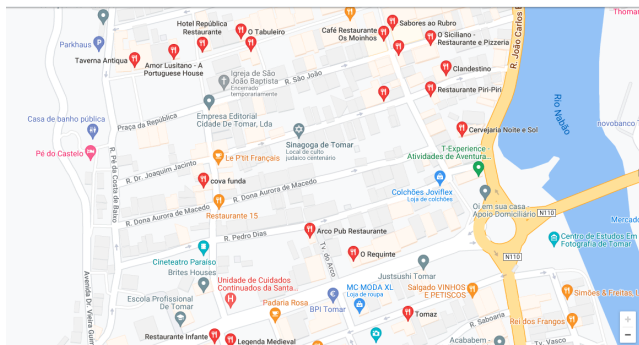 Thomar
Hotel República
Restaurante
O Tabuleiro
Sabores ao Rubro
Café Restaurante
Os Moinhos
O Siciliano -
Restaurante e Pizzeria
Parkhaus
Taverna Antiqua
Amor Lusitano - A
Portuguese House
Clandestino
R. João Carlos E
Igreja de São
João Baptista
Encerrado
temporariamente
R. São João
Restaurante Piri-Piri
Rio Nabão
Casa de banho pública
Praça da República
Empresa Editorial
Cidade De Tomar, Lda
Sinagoga de Tomar
Local de culto
judaico centenário
Cervejaria Noite e Sol
novobanco T
Pé do Castelo
R. Pé da Costa de Baixo
R. Dr. Joaquim Jacinto
Le P'tit Français
T-Experience
Atividades de Aventura...
cova funda
R. Dona Aurora de Macedo
Colchões Joviflex
Loja de colchões
R. Dona Aurora de Macedo
Restaurante 15
Oi em sua casa -
Apoio Domiciliário
N110
Mercado
R. Pedro Dias
Arco Pub Restaurante
Centro de Estudos Em
Fotografia de Tomar
Tv. do Arco
O Requinte
N110
Cineteatro Paraíso
Brites Houses
Avenida Dr. Vieira Guim
Unidade de Cuidados
Continuados da Santa...
Justsushi Tomar
MC MODA XL
Loja de roupa
Salgado VINHOS
E PETISCOS
Simões & Freitas, L
Escola Profissional
De Tomar
Padaria Rosa
BPI Tomar
Tomaz
R. Saboaria
Rei dos Frangos
Restaurante Infante
Legenda Medieval
Acababem -
Tv. Vasco
+
−